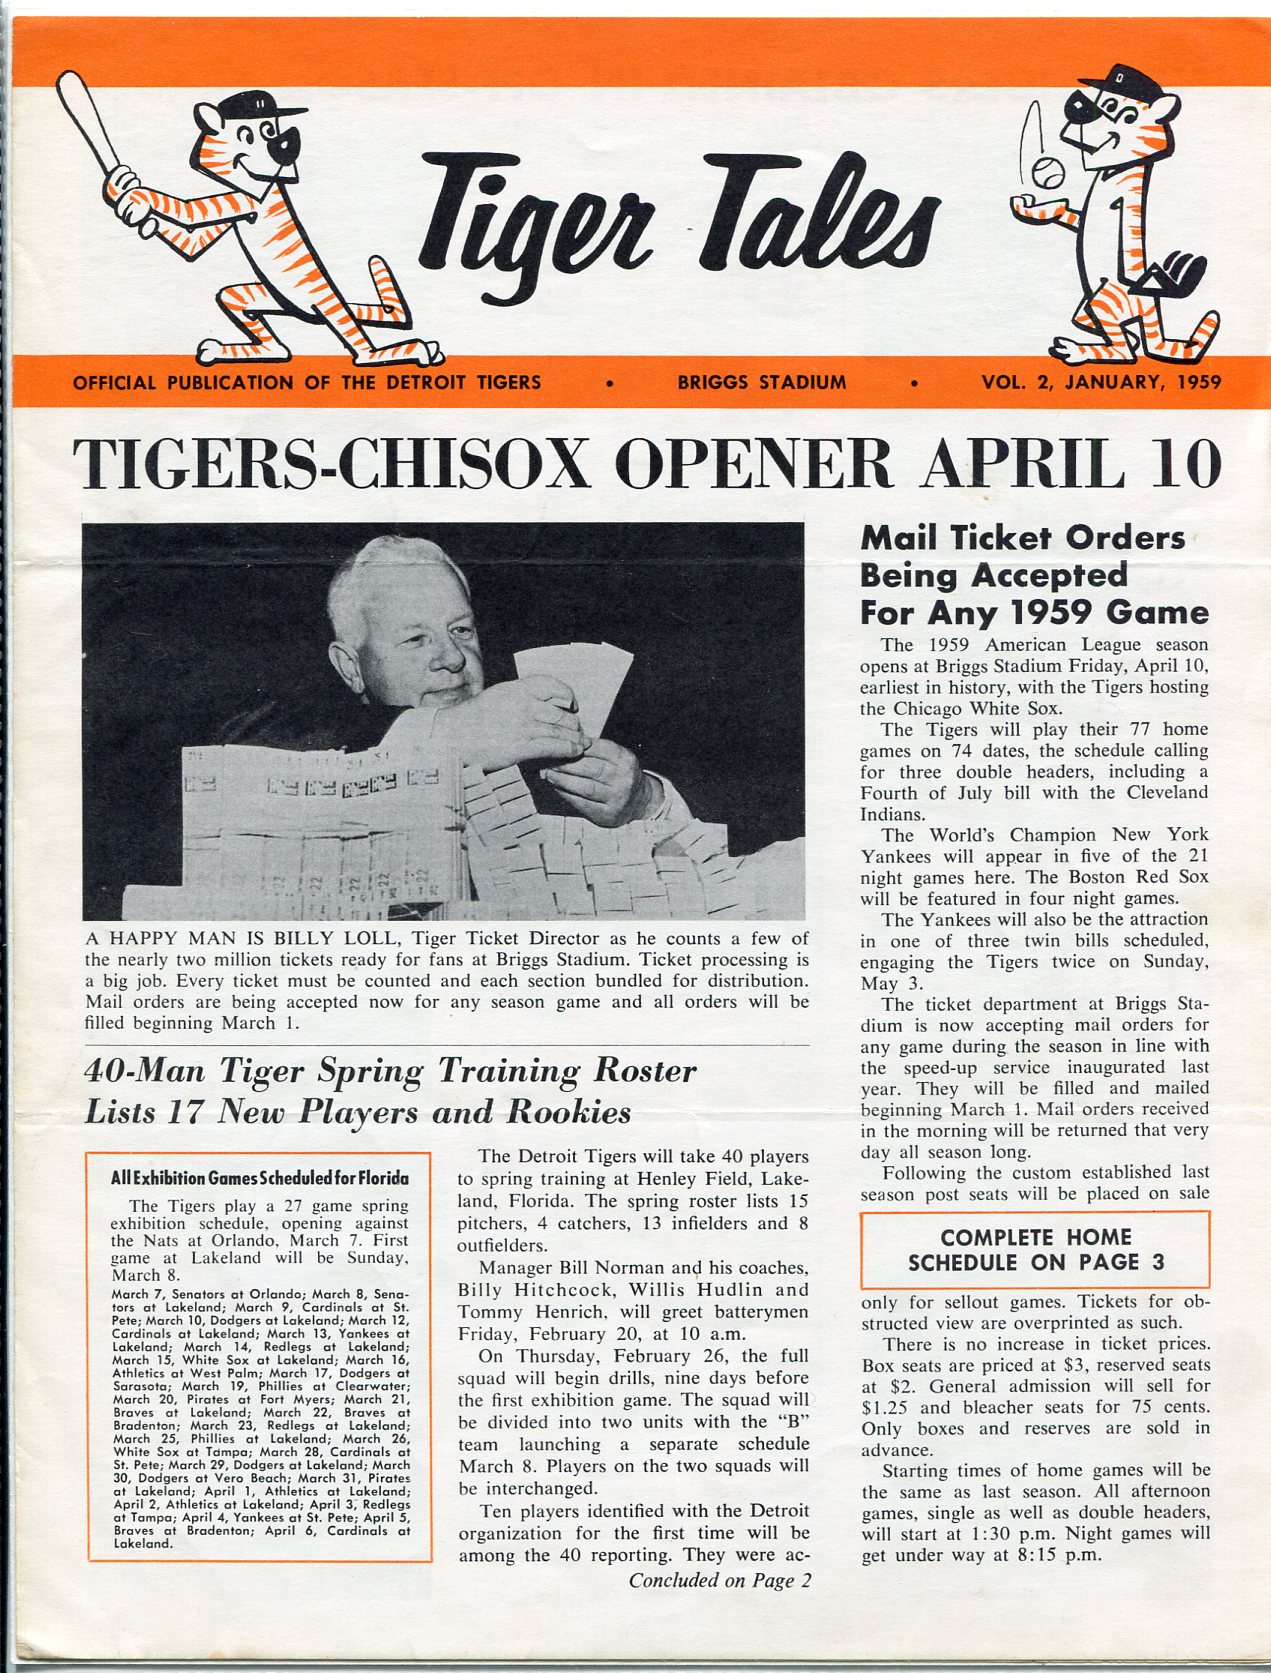 Tiger Tales
OFFICIAL PUBLICATION OF THE DETROIT TIGERS • BRIGGS STADIUM • VOL. 2, JANUARY, 1959
TIGERS-CHISOX OPENER APRIL 10
A HAPPY MAN IS BILLY LOLL, Tiger Ticket Director as he counts a few of
the nearly two million tickets ready for fans at Briggs Stadium. Ticket processing is
a big job. Every ticket must be counted and each section bundled for distribution.
Mail orders are being accepted now for any season game and all orders will be
filled beginning March 1.
40-Man Tiger Spring Training Roster
Lists 17 New Players and Rookies
All Exhibition Games Scheduled for Florida
The Tigers play a 27 game spring
exhibition schedule, opening against
the Nats at Orlando, March 7. First
game at Lakeland will be Sunday,
March 8.
March 7, Senators at Orlando; March 8, Sena-
tors at Lakeland; March 9, Cardinals at St.
Pete; March 10, Dodgers at Lakeland; March 12,
Cardinals at Lakeland; March 13, Yankees at
Lakeland; March 14, Redlegs at Lakeland;
March 15, White Sox at Lakeland; March 16,
Athletics at West Palm; March 17, Dodgers at
Sarasota; March 19, Phillies at Clearwater;
March 20, Pirates at Fort Myers; March 21,
Braves at Lakeland; March 22, Braves at
Bradenton; March 23, Redlegs at Lakeland;
March 25, Phillies at Lakeland; March 26,
White Sox at Tampa; March 28, Cardinals at
St. Pete; March 29, Dodgers at Lakeland; March
30, Dodgers at Vero Beach; March 31, Pirates
at Lakeland; April 1, Athletics at Lakeland;
April 2, Athletics at Lakeland; April 3, Redlegs
at Tampa; April 4, Yankees at St. Pete; April 5,
Braves at Bradenton; April 6, Cardinals at
Lakeland.
The Detroit Tigers will take 40 players
to spring training at Henley Field, Lake-
land, Florida. The spring roster lists 15
pitchers, 4 catchers, 13 infielders and 8
outfielders.
Manager Bill Norman and his coaches,
Billy Hitchcock, Willis Hudlin and
Tommy Henrich, will greet batterymen
Friday, February 20, at 10 a.m.
On Thursday, February 26, the full
squad will begin drills, nine days before
the first exhibition game. The squad will
be divided into two units with the "B"
team launching a separate schedule
March 8. Players on the two squads will
be interchanged.
Ten players identified with the Detroit
organization for the first time will be
among the 40 reporting. They were ac-
Concluded on Page 2
Mail Ticket Orders
Being Accepted
For Any 1959 Game
The 1959 American League season
opens at Briggs Stadium Friday, April 10,
earliest in history, with the Tigers hosting
the Chicago White Sox.
The Tigers will play their 77 home
games on 74 dates, the schedule calling
for three double headers, including a
Fourth of July bill with the Cleveland
Indians.
The World's Champion New York
Yankees will appear in five of the 21
night games here. The Boston Red Sox
will be featured in four night games.
The Yankees will also be the attraction
in one of three twin bills scheduled,
engaging the Tigers twice on Sunday,
May 3.
The ticket department at Briggs Sta-
dium is now accepting mail orders for
any game during the season in line with
the speed-up service inaugurated last
year. They will be filled and mailed
beginning March 1. Mail orders received
in the morning will be returned that very
day all season long.
Following the custom established last
season post seats will be placed on sale
COMPLETE HOME
SCHEDULE ON PAGE 3
only for sellout games. Tickets for ob-
structed view are overprinted as such.
There is no increase in ticket prices.
Box seats are priced at $3, reserved seats
at $2. General admission will sell for
$1.25 and bleacher seats for 75 cents.
Only boxes and reserves are sold in
advance.
Starting times of home games will be
the same as last season. All afternoon
games, single as well as double headers,
will start at 1:30 p.m. Night games will
get under way at 8:15 p.m.